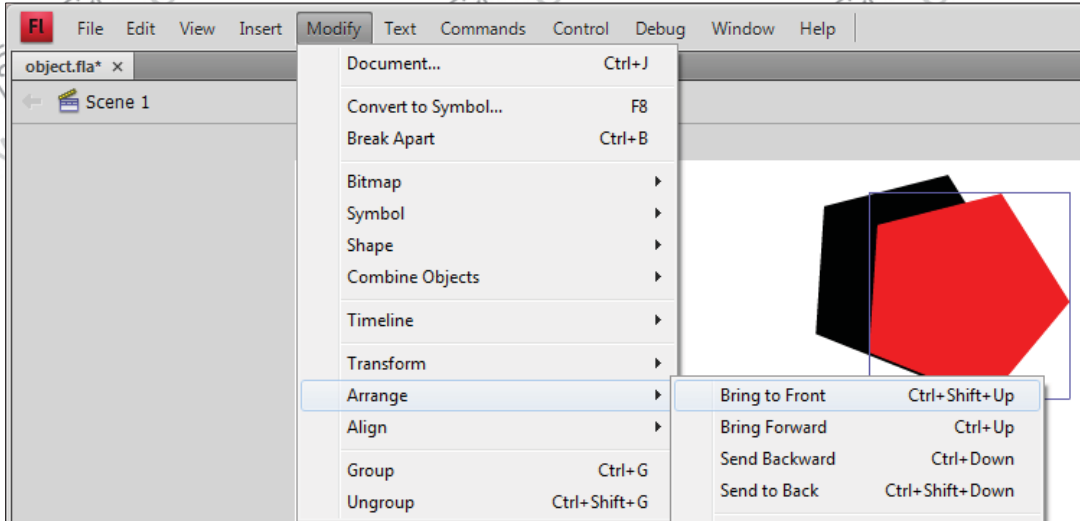 Fl File Edit View Insert Modify Text Commands Control Debug Window Help
object.fla* ×
Scene 1
Document... Ctrl+J
Convert to Symbol... F8
Break Apart Ctrl+B
Bitmap
Symbol
Shape
Combine Objects
Timeline
Transform
Arrange
Align
Group Ctrl+G
Ungroup Ctrl+Shift+G
Bring to Front Ctrl+Shift+Up
Bring Forward Ctrl+Up
Send Backward Ctrl+Down
Send to Back Ctrl+Shift+Down